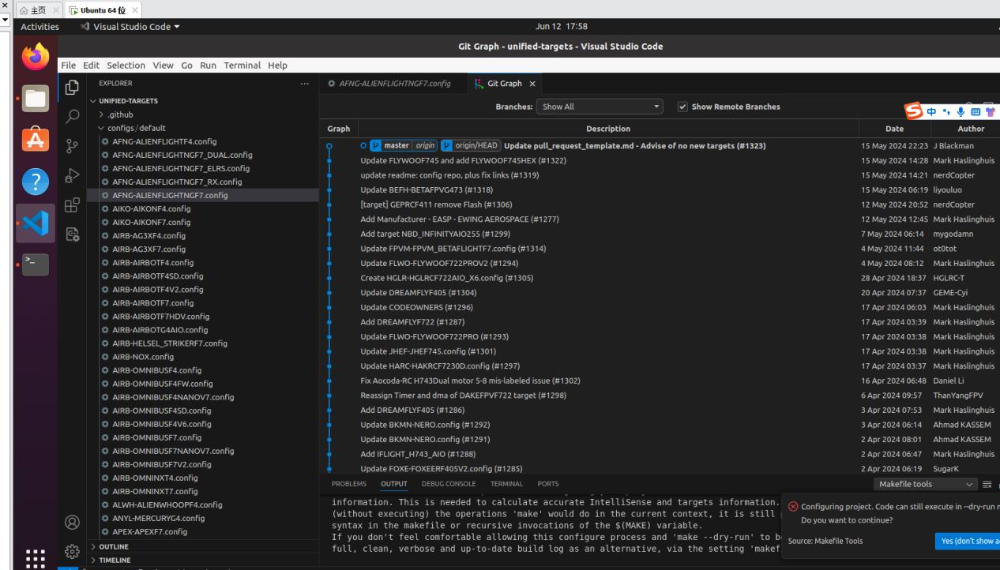 主页
Ubuntu 64 位
Activities
Visual Studio Code
Jun 12 17:58
Git Graph - unified-targets - Visual Studio Code
File Edit Selection View Go Run Terminal Help
EXPLORER
UNIFIED-TARGETS
.github
configs / default
AFNG-ALIENFLIGHTF4.config
AFNG-ALIENFLIGHTNGF7_DUAL.config
AFNG-ALIENFLIGHTNGF7_ELRS.config
AFNG-ALIENFLIGHTNGF7_RX.config
AFNG-ALIENFLIGHTNGF7.config
AIKO-AIKONF4.config
AIKO-AIKONF7.config
AIRB-AG3XF4.config
AIRB-AG3XF7.config
AIRB-AIRBOTF4.config
AIRB-AIRBOTF4SD.config
AIRB-AIRBOTF4V2.config
AIRB-AIRBOTF7.config
AIRB-AIRBOTF7HDV.config
AIRB-AIRBOTG4AIO.config
AIRB-HELSEL_STRIKERF7.config
AIRB-NOX.config
AIRB-OMNIBUSF4.config
AIRB-OMNIBUSF4FW.config
AIRB-OMNIBUSF4NANOV7.config
AIRB-OMNIBUSF4SD.config
AIRB-OMNIBUSF4V6.config
AIRB-OMNIBUSF7.config
AIRB-OMNIBUSF7NANOV7.config
AIRB-OMNIBUSF7V2.config
AIRB-OMNINXT4.config
AIRB-OMNINXT7.config
ALWH-ALIENWHOOPF4.config
ANYL-MERCURYG4.config
APEX-APEXF7.config
OUTLINE
TIMELINE
AFNG-ALIENFLIGHTNGF7.config
Git Graph
Branches: Show All Show Remote Branches
中
Graph Description Date Author
master origin origin/HEAD Update pull_request_template.md - Advise of no new targets (#1323) 15 May 2024 22:23 J Blackman
Update FLYWOOF745 and add FLYWOOF745HEX (#1322) 15 May 2024 14:28 Mark Haslinghuis
update readme: config repo, plus fix links (#1319) 15 May 2024 14:21 nerdCopter
Update BEFH-BETAFPVG473 (#1318) 15 May 2024 06:19 liyouluo
[target] GEPRCF411 remove Flash (#1306) 12 May 2024 20:52 nerdCopter
Add Manufacturer - EASP - EWING AEROSPACE (#1277) 12 May 2024 12:45 Mark Haslinghuis
Add target NBD_INFINITYAIO255 (#1299) 7 May 2024 06:14 mygodamn
Update FPVM-FPVM_BETAFLIGHTF7.config (#1314) 4 May 2024 11:44 ot0tot
Update FLWO-FLYWOOF722PROV2 (#1294) 4 May 2024 08:12 Mark Haslinghuis
Create HGLR-HGLRCF722AIO_X6.config (#1305) 28 Apr 2024 18:37 HGLRC-T
Update DREAMFLYF405 (#1304) 20 Apr 2024 07:37 GEME-Cyi
Update CODEOWNERS (#1296) 17 Apr 2024 06:03 Mark Haslinghuis
Add DREAMFLYF722 (#1287) 17 Apr 2024 03:39 Mark Haslinghuis
Update FLWO-FLYWOOF722PRO (#1293) 17 Apr 2024 03:38 Mark Haslinghuis
Update JHEF-JHEF745.config (#1301) 17 Apr 2024 03:38 Mark Haslinghuis
Update HARC-HAKRCF7230D.config (#1297) 17 Apr 2024 03:37 Mark Haslinghuis
Fix Aocoda-RC H743Dual motor 5-8 mis-labeled issue (#1302) 16 Apr 2024 06:48 Daniel Li
Reassign Timer and dma of DAKEFPVF722 target (#1298) 6 Apr 2024 09:57 ThanYangFPV
Add DREAMFLYF405 (#1286) 3 Apr 2024 07:53 Mark Haslinghuis
Update BKMN-NERO.config (#1292) 3 Apr 2024 06:14 Ahmad KASSEM
Update BKMN-NERO.config (#1291) 2 Apr 2024 08:01 Ahmad KASSEM
Add IFLIGHT_H743_AIO (#1288) 2 Apr 2024 06:47 Mark Haslinghuis
Update FOXE-FOXEERF405V2.config (#1285) 2 Apr 2024 06:19 SugarK
PROBLEMS OUTPUT DEBUG CONSOLE TERMINAL PORTS
Makefile tools
information. This is needed to calculate accurate IntelliSense and targets information.
(without executing) the operations 'make' would do in the current context, it is still
syntax in the makefile or recursive invocations of the $(MAKE) variable.
If you don't feel comfortable allowing this configure process and 'make --dry-run' to b
full, clean, verbose and up-to-date build log as an alternative, via the setting 'makef
Configuring project. Code can still execute in --dry-run
Do you want to continue?
Source: Makefile Tools
Yes (don't show